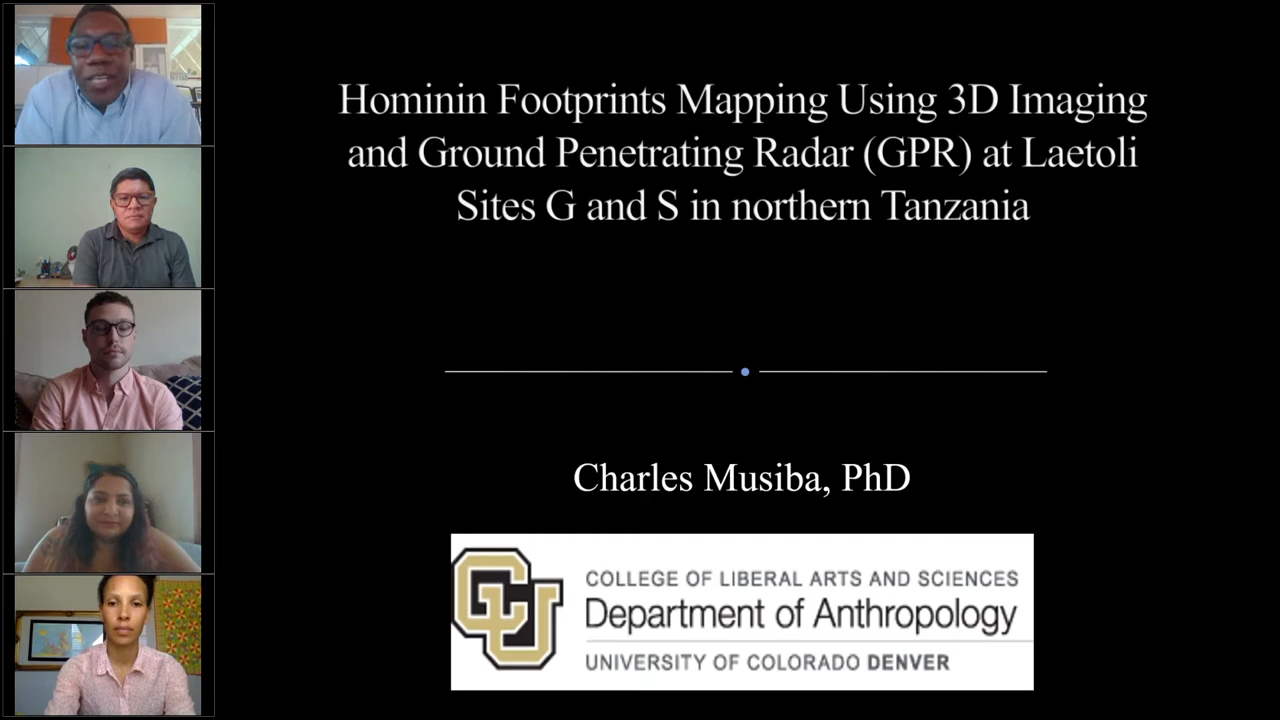 Hominin Footprints Mapping Using 3D Imaging
and Ground Penetrating Radar (GPR) at Laetoli
Sites G and S in northern Tanzania
Charles Musiba, PhD
CU
COLLEGE OF LIBERAL ARTS AND SCIENCES
Department of Anthropology
UNIVERSITY OF COLORADO DENVER